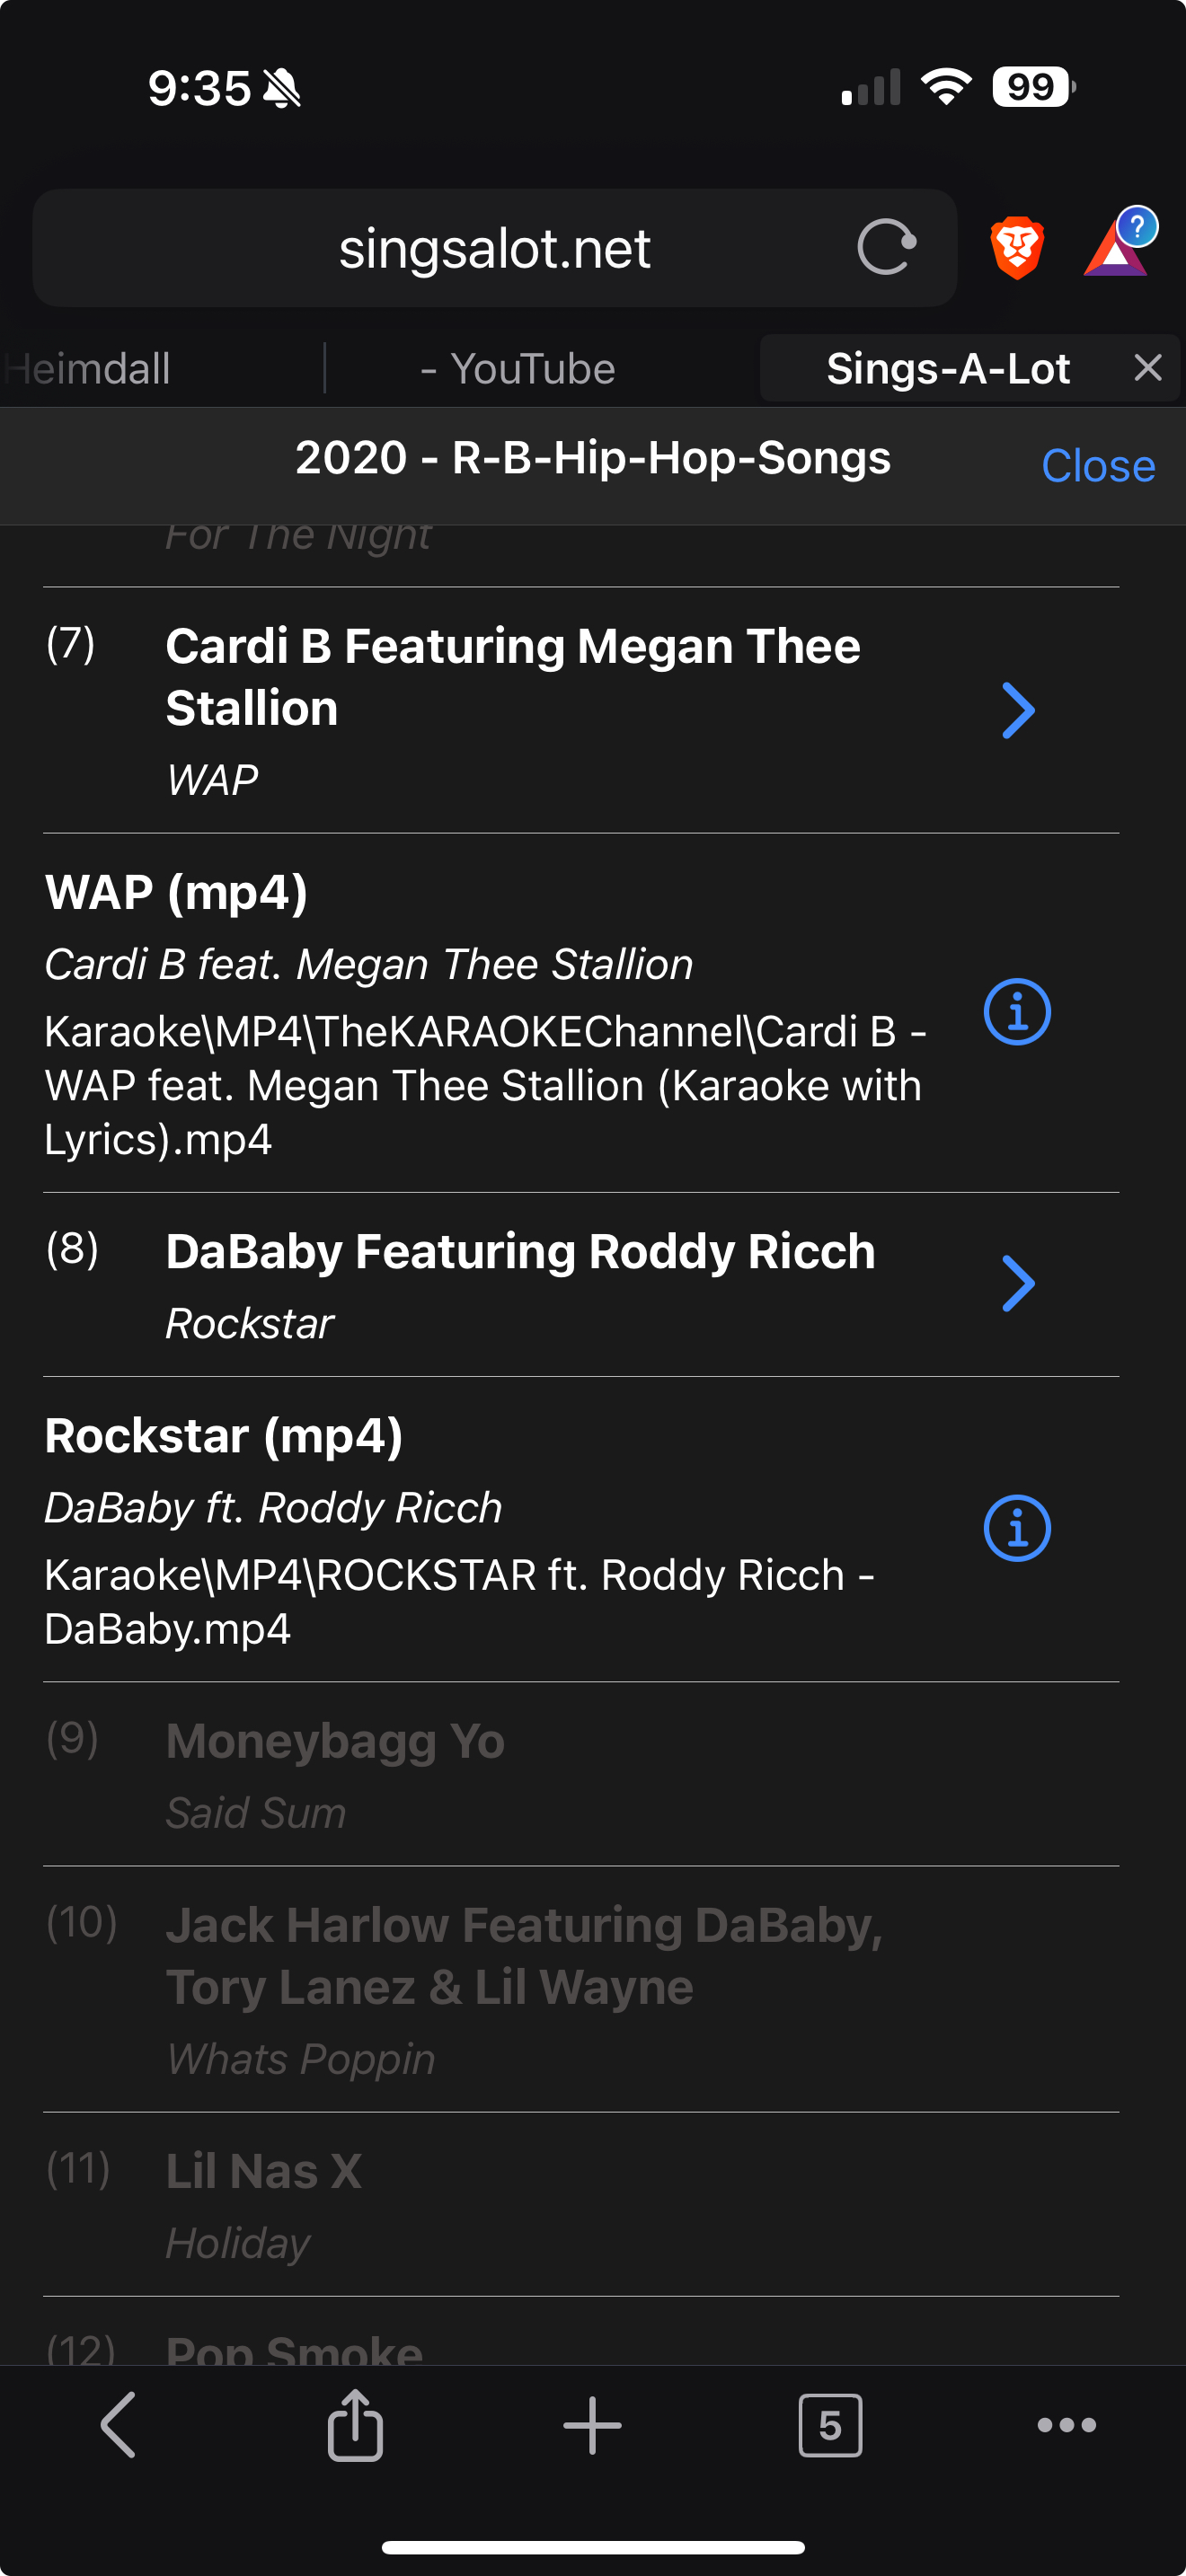 9:35
99
singsalot.net
?
Heimdall
- YouTube
Sings-A-Lot
2020 - R-B-Hip-Hop-Songs
Close
For The Night
(7)
Cardi B Featuring Megan Thee
Stallion
WAP
WAP (mp4)
Cardi B feat. Megan Thee Stallion
Karaoke\MP4\TheKARAOKEChannel\Cardi B -
WAP feat. Megan Thee Stallion (Karaoke with
Lyrics).mp4
(8)
DaBaby Featuring Roddy Ricch
Rockstar
Rockstar (mp4)
DaBaby ft. Roddy Ricch
Karaoke\MP4\ROCKSTAR ft. Roddy Ricch -
DaBaby.mp4
(9)
Moneybagg Yo
Said Sum
(10)
Jack Harlow Featuring DaBaby,
Tory Lanez & Lil Wayne
Whats Poppin
(11)
Lil Nas X
Holiday
(12)
Pop Smoke
5